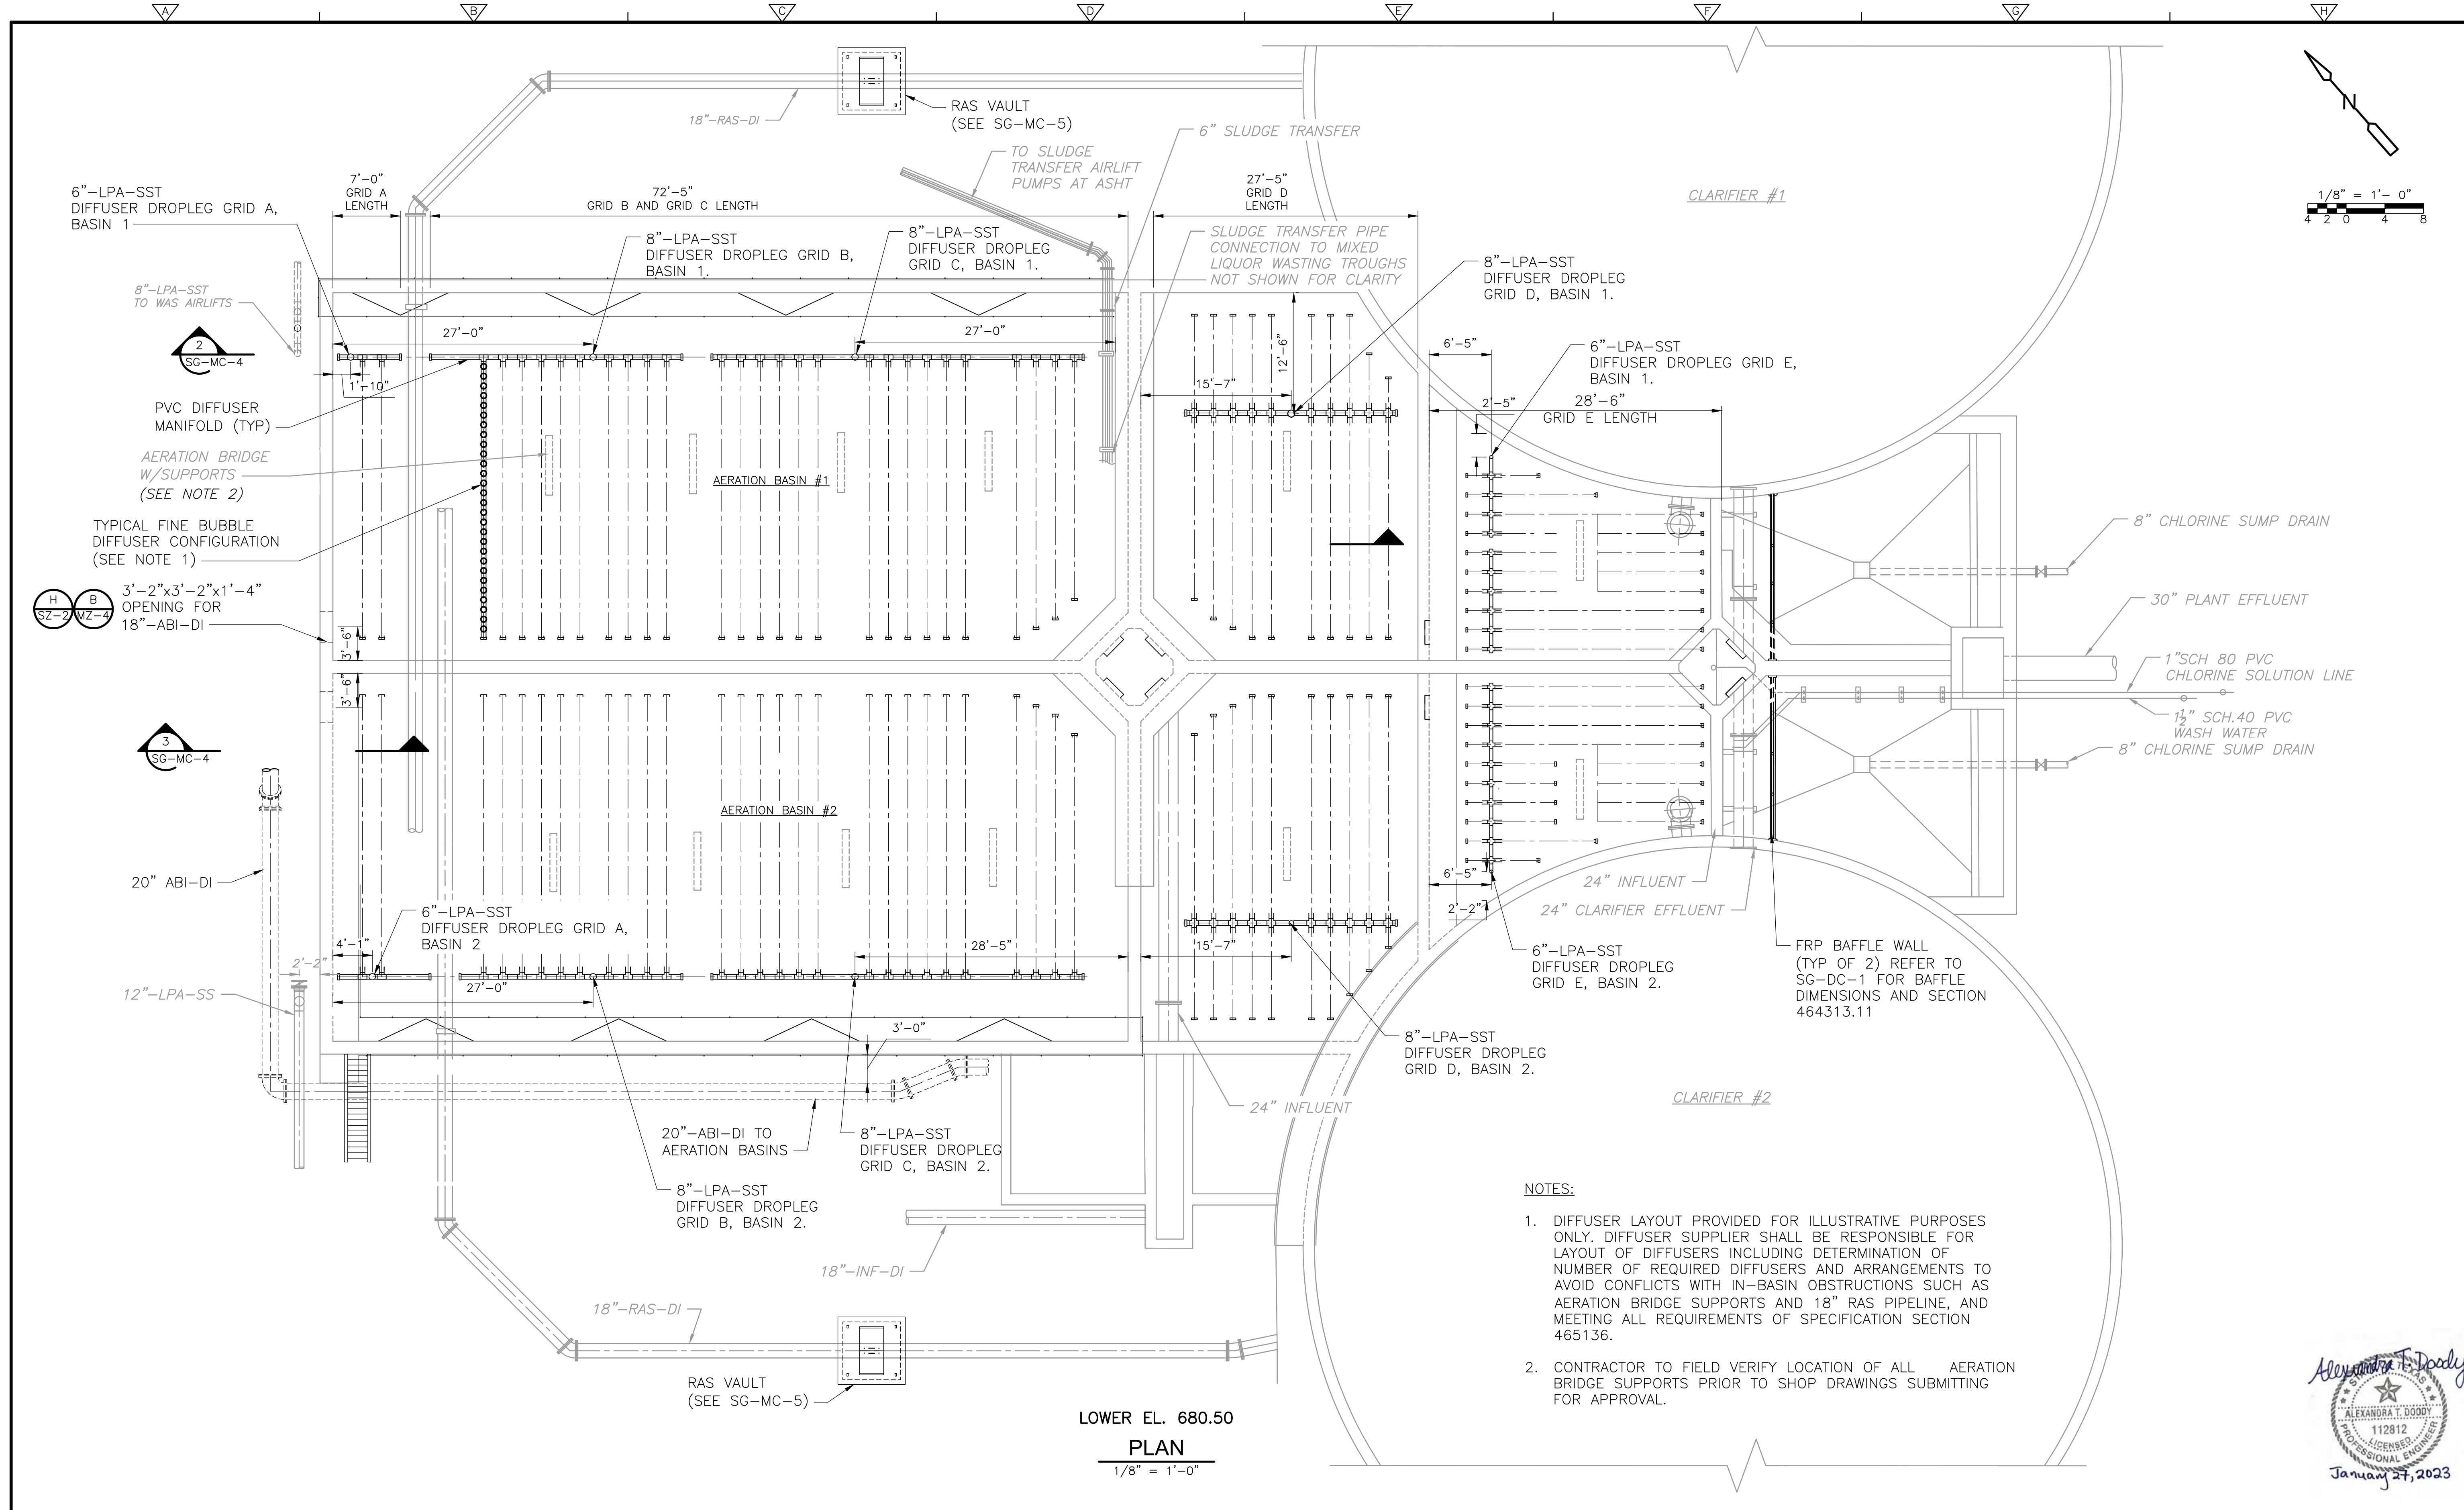 A
B
C
D
E
F
G
H
18"-RAS-DI
RAS VAULT
(SEE SG-MC-5)
6" SLUDGE TRANSFER
TO SLUDGE
TRANSFER AIRLIFT
PUMPS AT ASHT
N
1/8" = 1'- 0"
4 2 0 4 8
CLARIFIER #1
6"-LPA-SST
DIFFUSER DROPLEG GRID A,
BASIN 1
7'-0"
GRID A
LENGTH
72'-5"
GRID B AND GRID C LENGTH
27'-5"
GRID D
LENGTH
8"-LPA-SST
DIFFUSER DROPLEG GRID B,
BASIN 1.
8"-LPA-SST
DIFFUSER DROPLEG
GRID C, BASIN 1.
SLUDGE TRANSFER PIPE
CONNECTION TO MIXED
LIQUOR WASTING TROUGHS
NOT SHOWN FOR CLARITY
8"-LPA-SST
DIFFUSER DROPLEG
GRID D, BASIN 1.
8"-LPA-SST
TO WAS AIRLIFTS
2
SG-MC-4
27'-0"
27'-0"
12'-6"
6'-5"
6"-LPA-SST
DIFFUSER DROPLEG GRID E,
BASIN 1.
1'-10"
15'-7"
2'-5"
28'-6"
GRID E LENGTH
PVC DIFFUSER
MANIFOLD (TYP)
AERATION BRIDGE
W/SUPPORTS
(SEE NOTE 2)
AERATION BASIN #1
TYPICAL FINE BUBBLE
DIFFUSER CONFIGURATION
(SEE NOTE 1)
8" CHLORINE SUMP DRAIN
H
SZ-2
B
MZ-4
3'-2"x3'-2"x1'-4"
OPENING FOR
18"-ABI-DI
30" PLANT EFFLUENT
3'-6"
3'-6"
1"SCH 80 PVC
CHLORINE SOLUTION LINE
1½" SCH.40 PVC
WASH WATER
8" CHLORINE SUMP DRAIN
3
SG-MC-4
AERATION BASIN #2
20" ABI-DI
6'-5"
24" INFLUENT
2'-2"
24" CLARIFIER EFFLUENT
6"-LPA-SST
DIFFUSER DROPLEG GRID A,
BASIN 2
4'-1"
2'-2"
28'-5"
15'-7"
12"-LPA-SS
27'-0"
6"-LPA-SST
DIFFUSER DROPLEG
GRID E, BASIN 2.
FRP BAFFLE WALL
(TYP OF 2) REFER TO
SG-DC-1 FOR BAFFLE
DIMENSIONS AND SECTION
464313.11
3'-0"
8"-LPA-SST
DIFFUSER DROPLEG
GRID D, BASIN 2.
24" INFLUENT
CLARIFIER #2
20"-ABI-DI TO
AERATION BASINS
8"-LPA-SST
DIFFUSER DROPLEG
GRID C, BASIN 2.
8"-LPA-SST
DIFFUSER DROPLEG
GRID B, BASIN 2.
18"-INF-DI
18"-RAS-DI
RAS VAULT
(SEE SG-MC-5)
NOTES:
1. DIFFUSER LAYOUT PROVIDED FOR ILLUSTRATIVE PURPOSES
ONLY. DIFFUSER SUPPLIER SHALL BE RESPONSIBLE FOR
LAYOUT OF DIFFUSERS INCLUDING DETERMINATION OF
NUMBER OF REQUIRED DIFFUSERS AND ARRANGEMENTS TO
AVOID CONFLICTS WITH IN-BASIN OBSTRUCTIONS SUCH AS
AERATION BRIDGE SUPPORTS AND 18" RAS PIPELINE, AND
MEETING ALL REQUIREMENTS OF SPECIFICATION SECTION
465136.
2. CONTRACTOR TO FIELD VERIFY LOCATION OF ALL AERATION
BRIDGE SUPPORTS PRIOR TO SHOP DRAWINGS SUBMITTING
FOR APPROVAL.
LOWER EL. 680.50
PLAN
1/8" = 1'-0"
Alexandra T. Doody
ALEXANDRA T. DOODY
112812
LICENSED
PROFESSIONAL ENGINEER
January 27, 2023